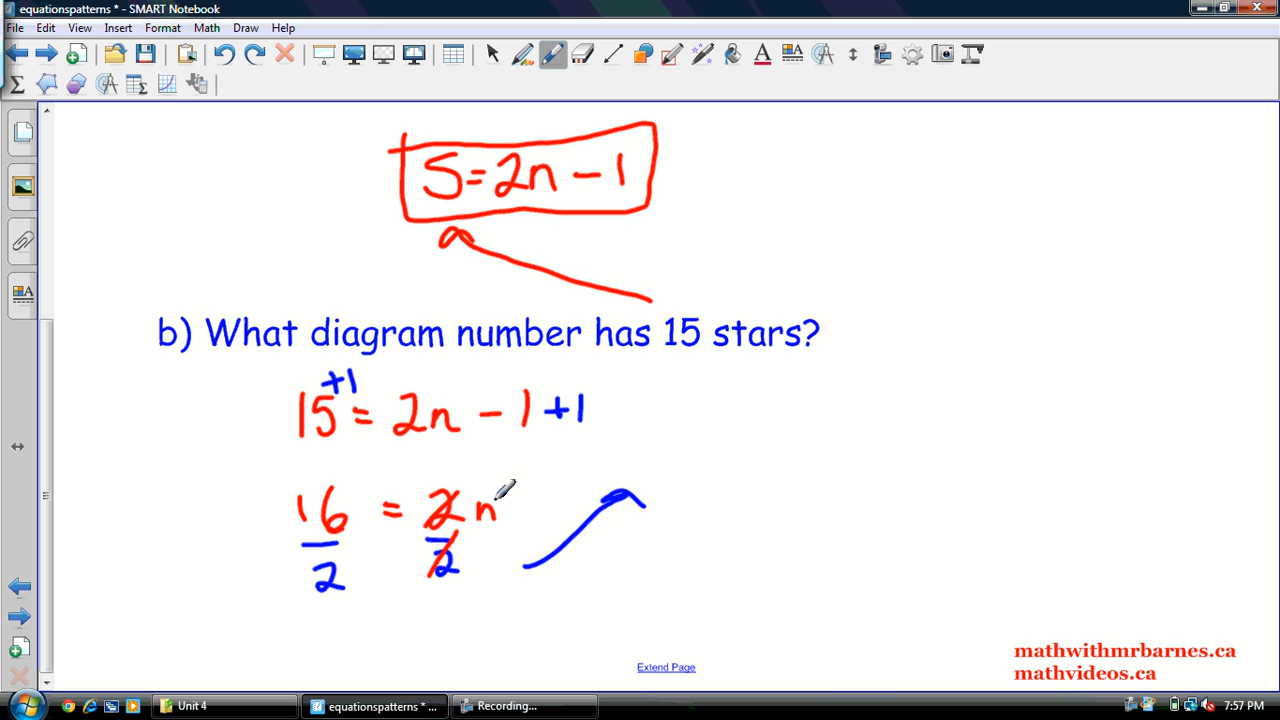 equationspatterns * - SMART Notebook
File Edit View Insert Format Math Draw Help
S=2n-1
b) What diagram number has 15 stars?
+1
15 = 2n - 1 +1
16 = 2n
2 2
Extend Page
mathwithmrbarnes.ca
mathvideos.ca
Unit 4
equationspatterns * ...
Recording...
7:57 PM